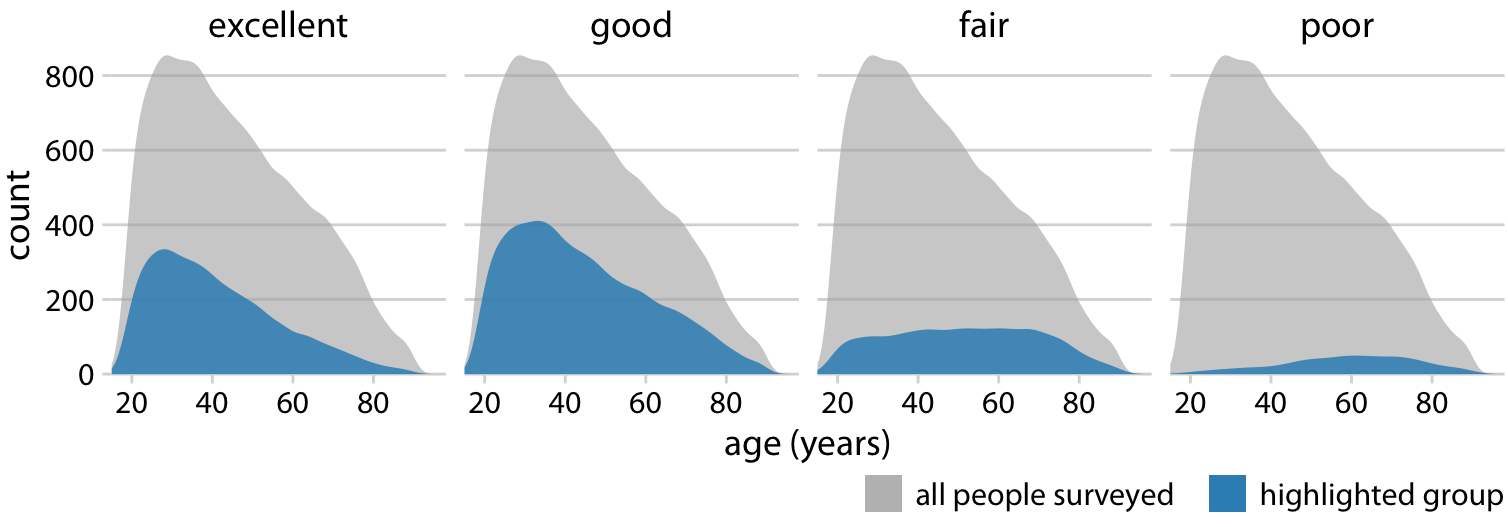 excellent good fair poor
800
600
400
200
0
count
20 40 60 80 20 40 60 80 20 40 60 80 20 40 60 80
age (years)
all people surveyed highlighted group